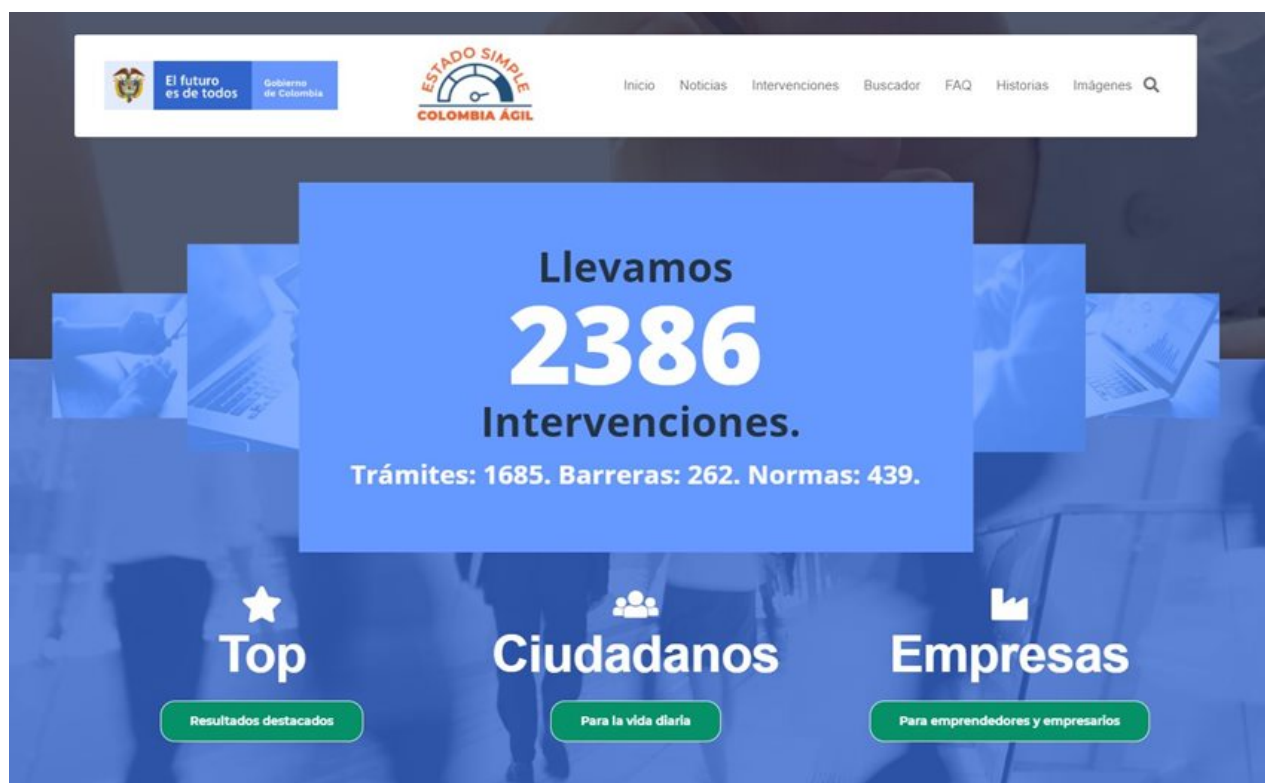 El futuro
es de todos
Gobierno
de Colombia
ESTADO SIMPLE
COLOMBIA ÁGIL
Inicio Noticias Intervenciones Buscador FAQ Historias Imágenes
Llevamos
2386
Intervenciones.
Trámites: 1685. Barreras: 262. Normas: 439.
Top Ciudadanos Empresas
Resultados destacados Para la vida diaria Para emprendedores y empresarios